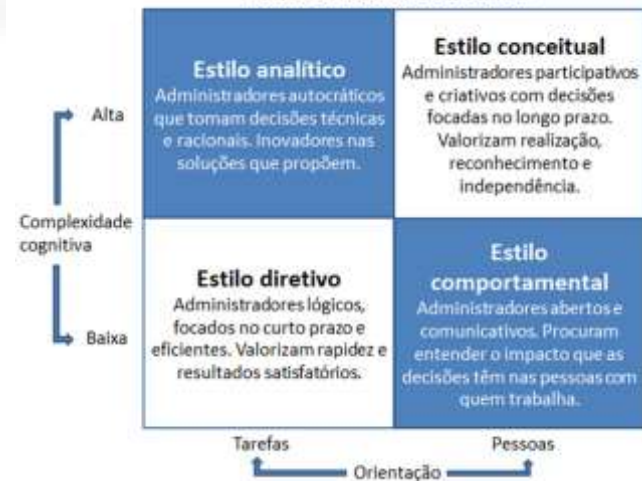 Estilo analítico
Administradores autocráticos
que tomam decisões técnicas
e racionais. Inovadores nas
soluções que propõem.
Estilo conceitual
Administradores participativos
e criativos com decisões
focadas no longo prazo.
Valorizam realização,
reconhecimento e
independência.
Alta
Complexidade
cognitiva
Baixa
Estilo diretivo
Administradores lógicos,
focados no curto prazo e
eficientes. Valorizam rapidez e
resultados satisfatórios.
Estilo
comportamental
Administradores abertos e
comunicativos. Procuram
entender o impacto que as
decisões têm nas pessoas com
quem trabalha.
Tarefas
Pessoas
Orientação